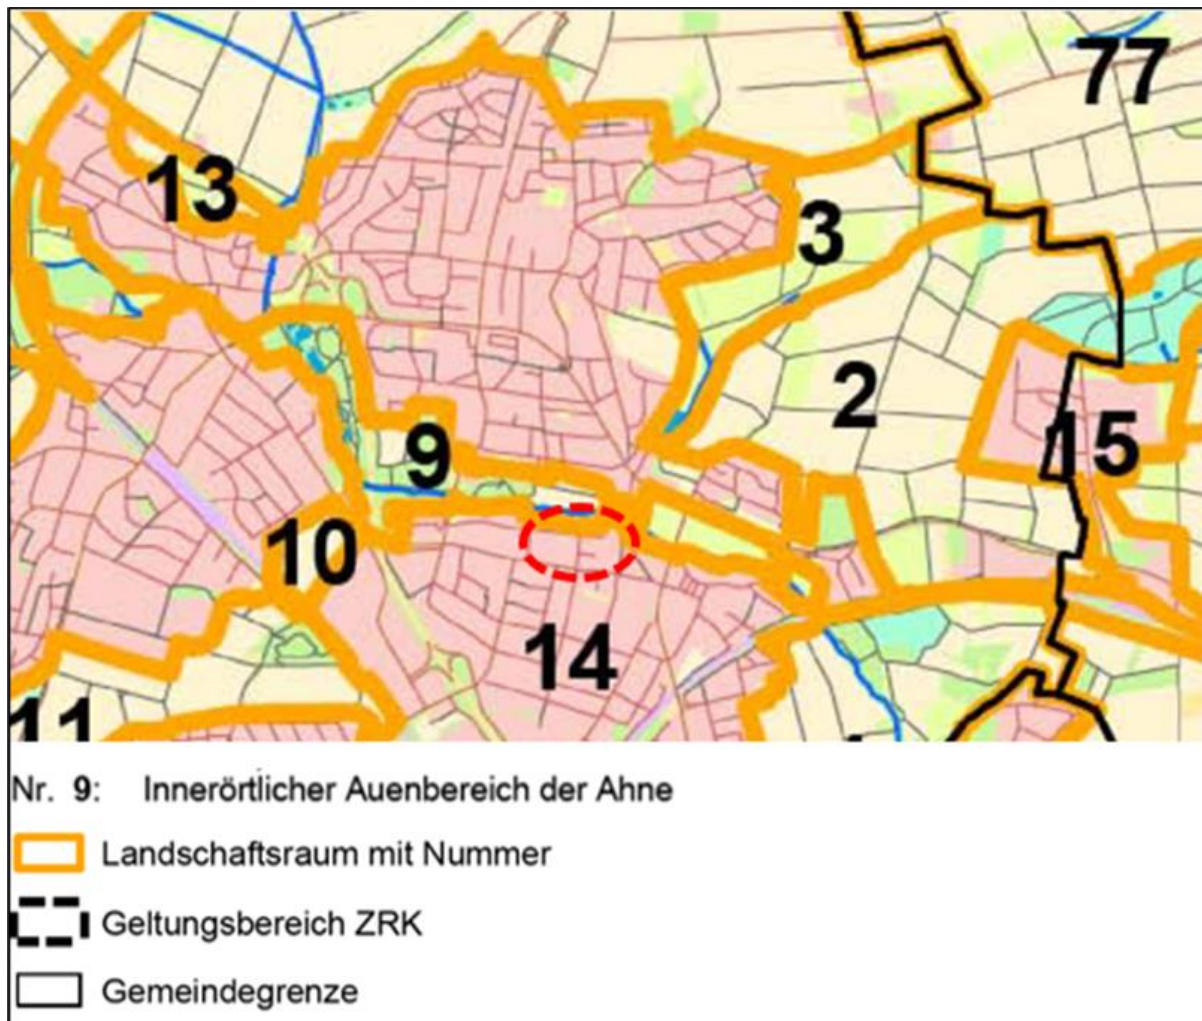 77
13
3
2
9
15
10
14
11
Nr. 9: Innerörtlicher Auenbereich der Ahne
Landschaftsraum mit Nummer
Geltungsbereich ZRK
Gemeindegrenze